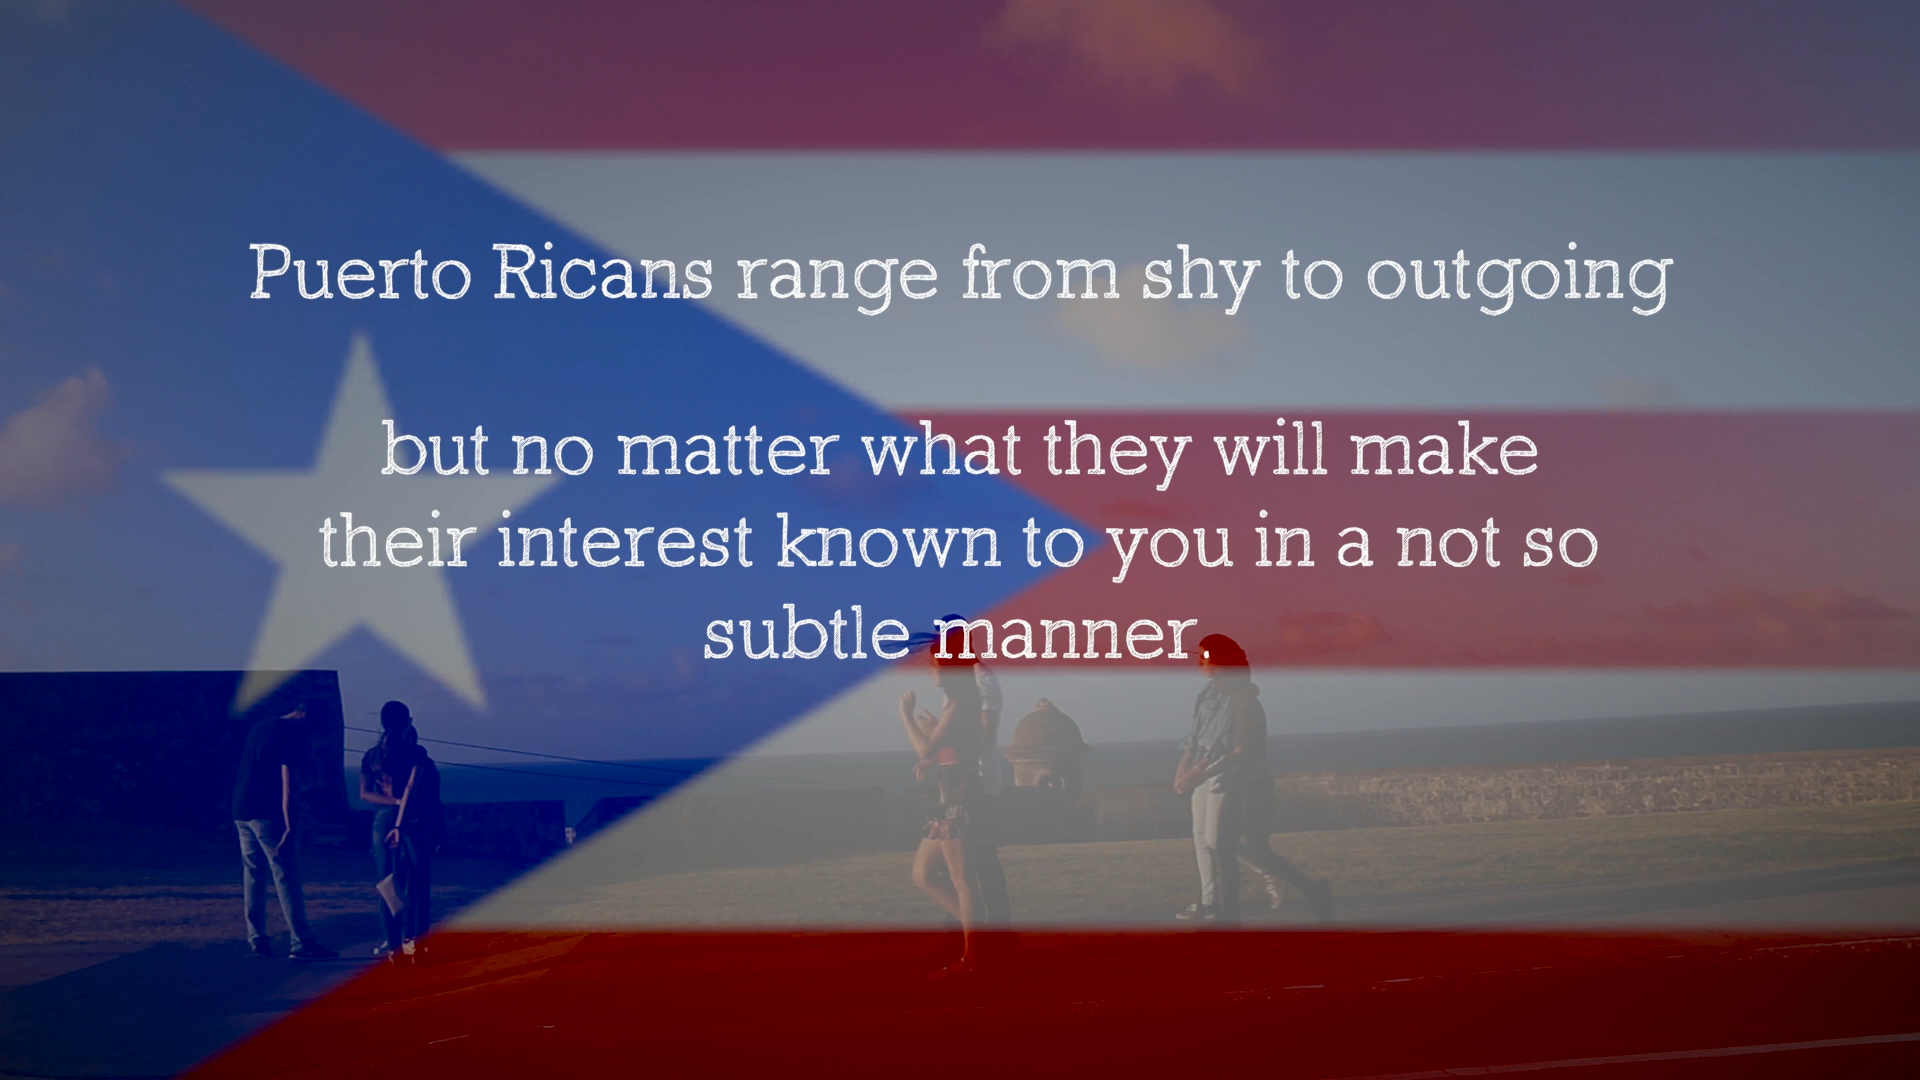 Puerto Ricans range from shy to outgoing
but no matter what they will make
their interest known to you in a not so
subtle manner.